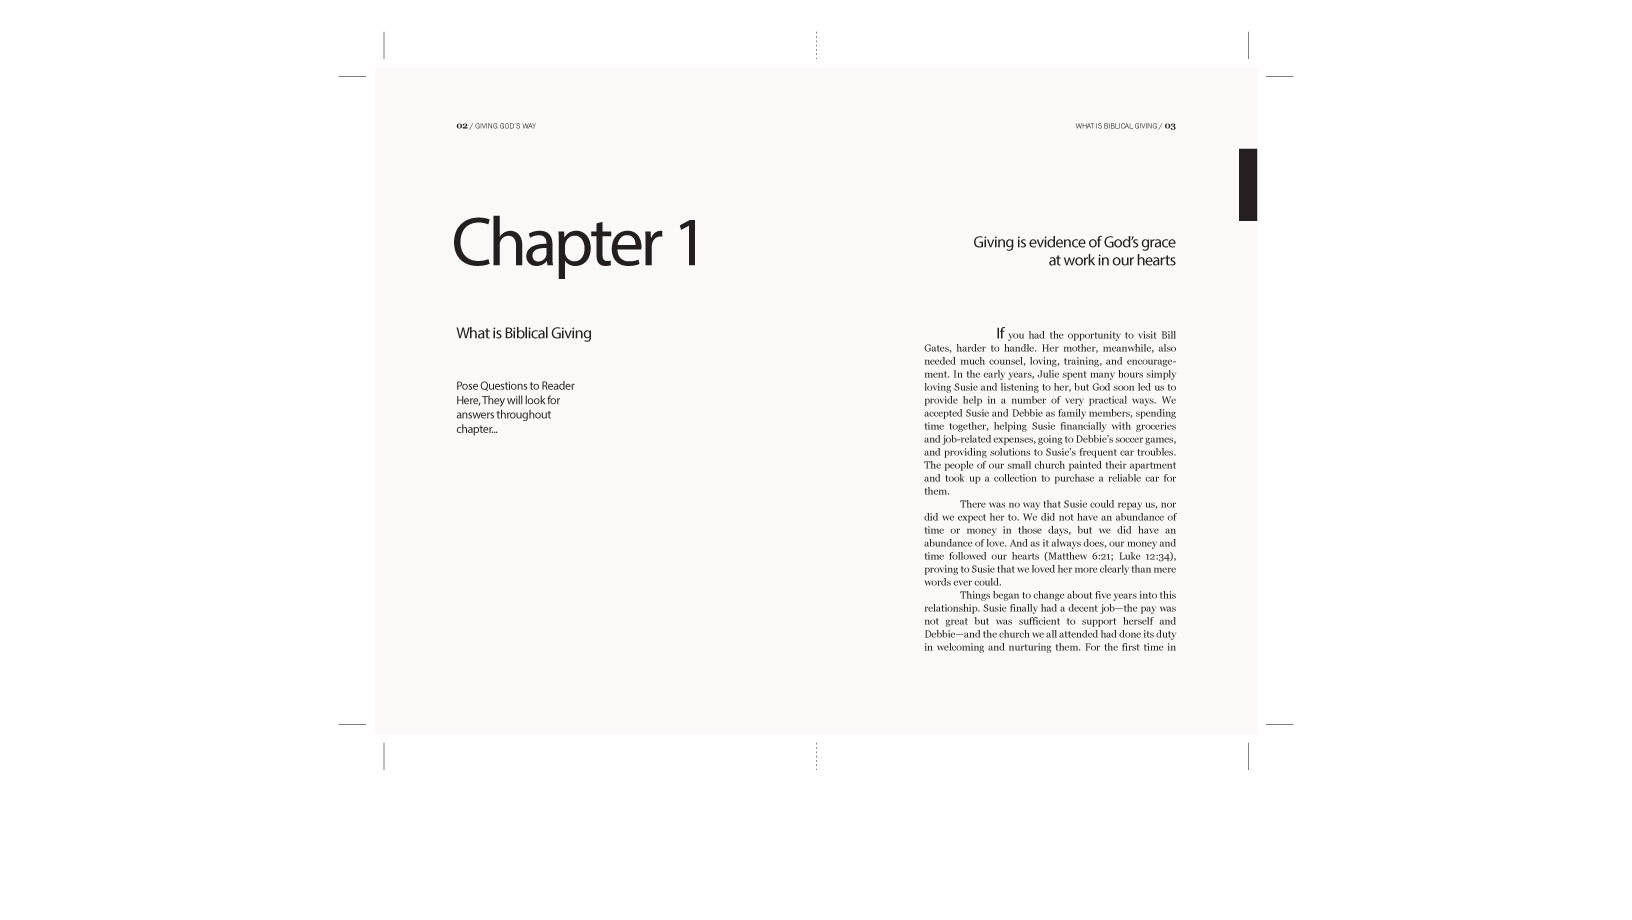 02 / GIVING GOD'S WAY
Chapter 1
What is Biblical Giving
Pose Questions to Reader
Here, They will look for
answers throughout
chapter...
WHAT IS BIBLICAL GIVING / 03
Giving is evidence of God's grace
at work in our hearts
If you had the opportunity to visit Bill
Gates, harder to handle. Her mother, meanwhile, also
needed much counsel, loving, training, and encourage-
ment. In the early years, Julie spent many hours simply
loving Susie and listening to her, but God soon led us to
provide help in a number of very practical ways. We
accepted Susie and Debbie as family members, spending
time together, helping Susie financially with groceries
and job-related expenses, going to Debbie's soccer games,
and providing solutions to Susie's frequent car troubles.
The people of our small church painted their apartment
and took up a collection to purchase a reliable car for
them.
There was no way that Susie could repay us, nor
did we expect her to. We did not have an abundance of
time or money in those days, but we did have an
abundance of love. And as it always does, our money and
time followed our hearts (Matthew 6:21; Luke 12:34),
proving to Susie that we loved her more clearly than mere
words ever could.
Things began to change about five years into this
relationship. Susie finally had a decent job—the pay was
not great but was sufficient to support herself and
Debbie—and the church we all attended had done its duty
in welcoming and nurturing them. For the first time in